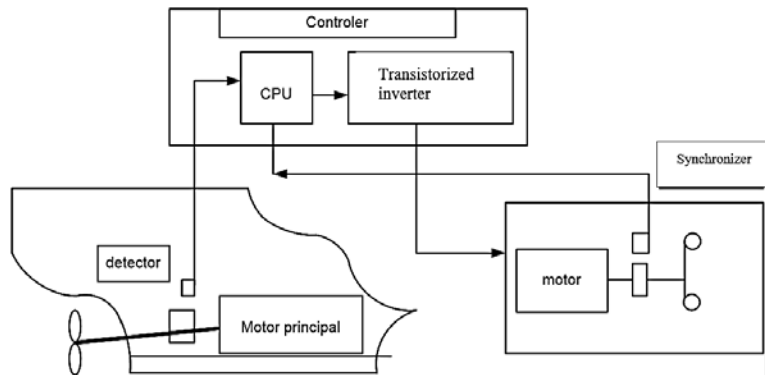 Controler
CPU
Transistorized
inverter
Synchronizer
detector
motor
Motor principal